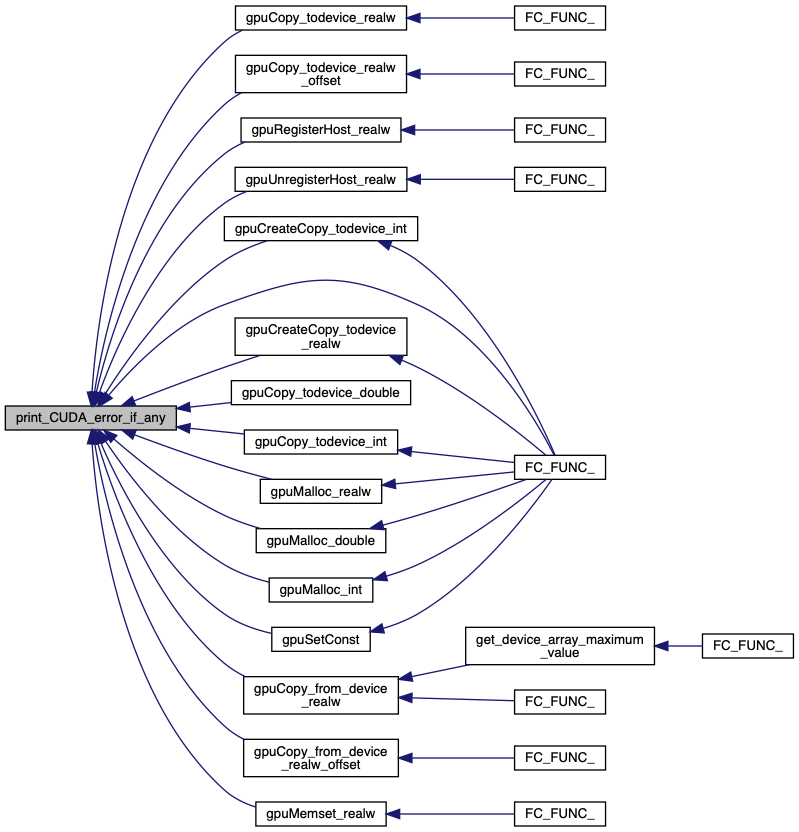 gpuCopy_todevice_realw
FC_FUNC_
gpuCopy_todevice_realw
_offset
FC_FUNC_
gpuRegisterHost_realw
FC_FUNC_
gpuUnregisterHost_realw
FC_FUNC_
gpuCreateCopy_todevice_int
gpuCreateCopy_todevice
_realw
gpuCopy_todevice_double
print_CUDA_error_if_any
gpuCopy_todevice_int
FC_FUNC_
gpuMalloc_realw
gpuMalloc_double
gpuMalloc_int
gpuSetConst
get_device_array_maximum
_value
FC_FUNC_
gpuCopy_from_device
_realw
FC_FUNC_
gpuCopy_from_device
_realw_offset
FC_FUNC_
gpuMemset_realw
FC_FUNC_